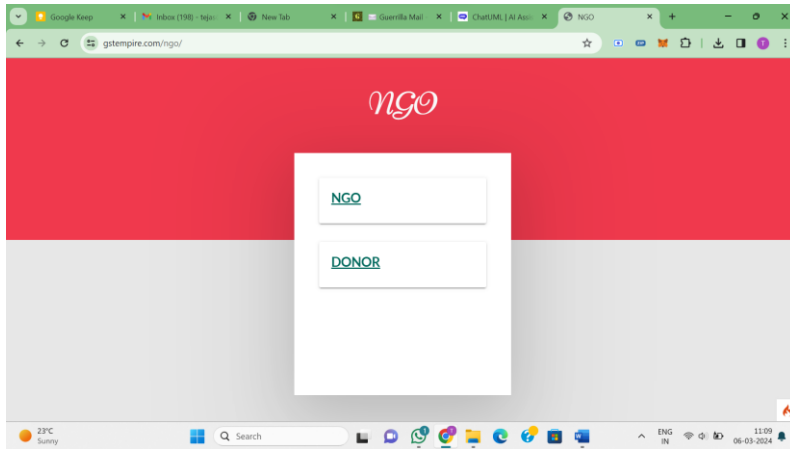 Google Keep
Inbox (198) - teja
New Tab
Guerrilla Mail
ChatUML | AI Assi
NGO
gstempire.com/ngo/
NGO
NGO
DONOR
23°C
Sunny
Search
ENG
IN
11:09
06-03-2024